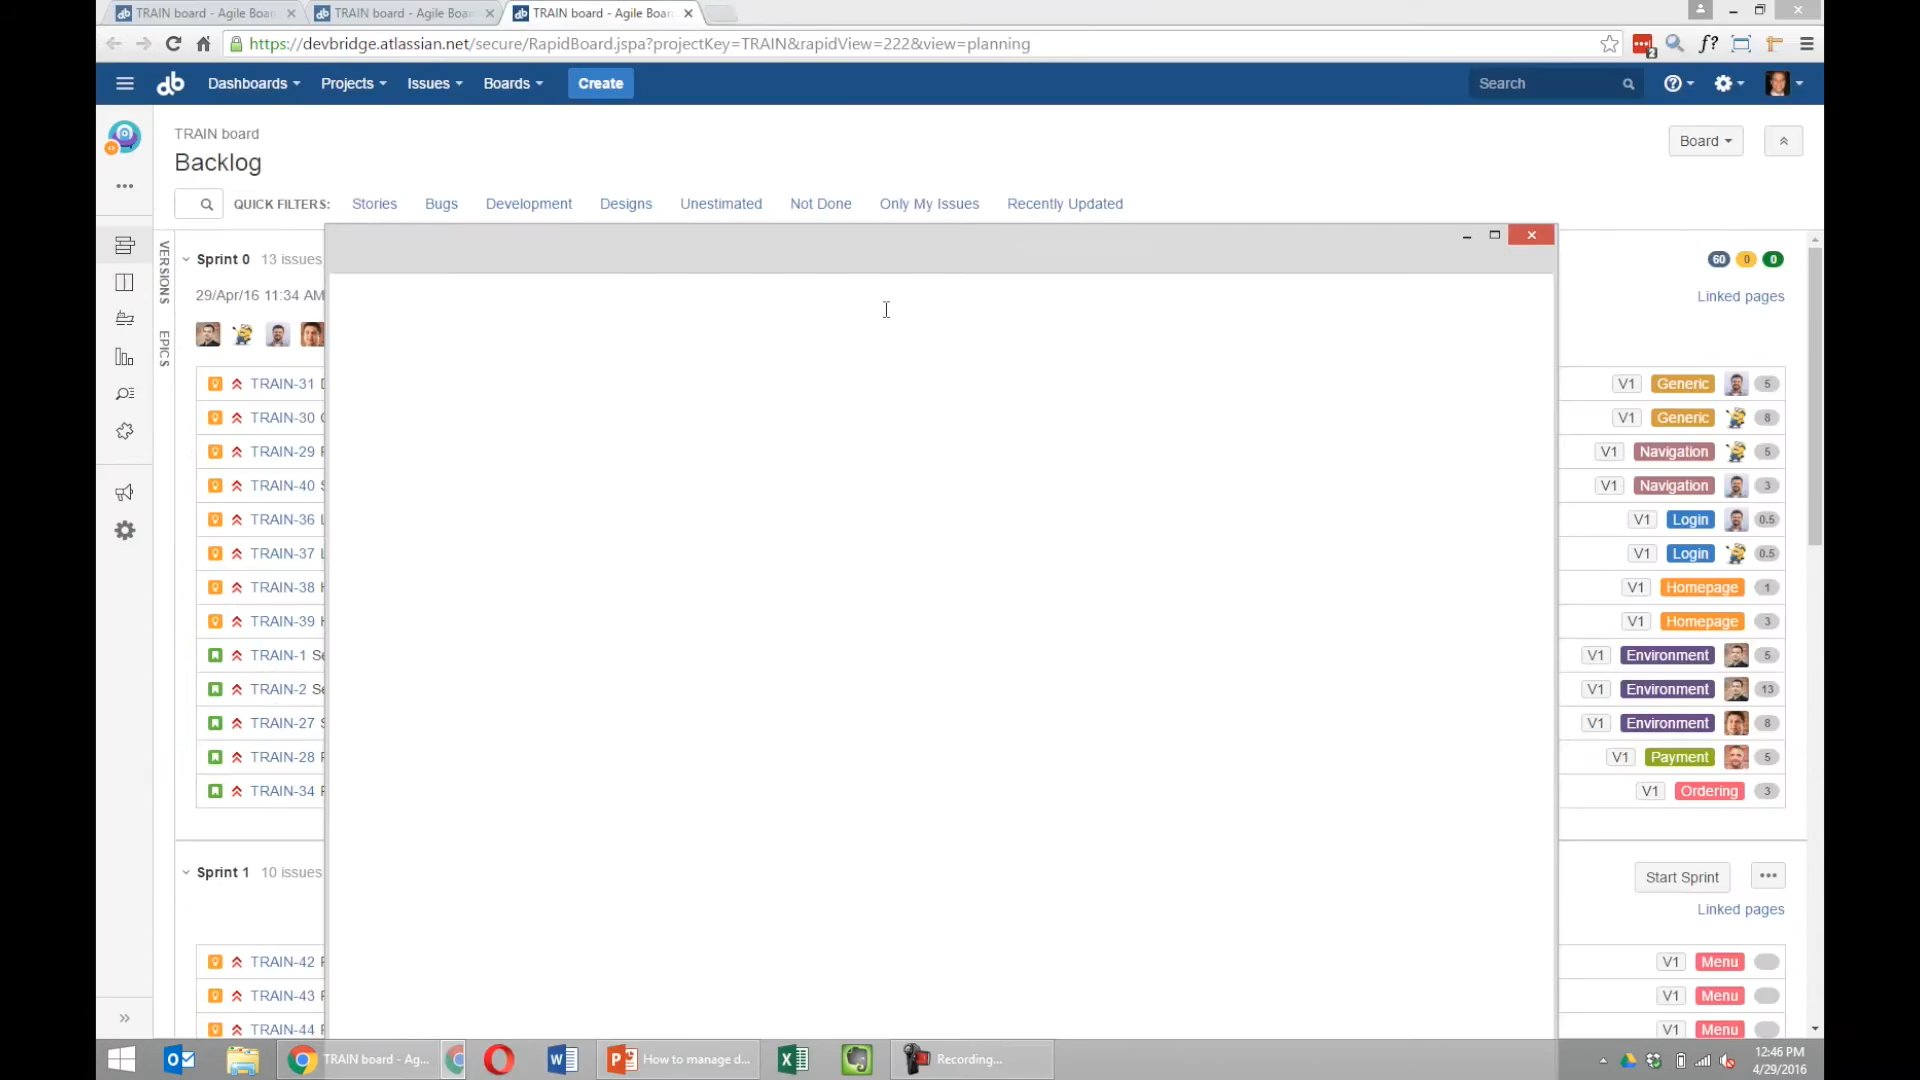 TRAIN board - Agile Boar
TRAIN board - Agile Boar
TRAIN board - Agile Boar
https://devbridge.atlassian.net/secure/RapidBoard.jspa?projectKey=TRAIN&rapidView=222&view=planning
f?
2
db
Dashboards
Projects
Issues
Boards
Create
Search
TRAIN board
Backlog
Board
QUICK FILTERS:
Stories
Bugs
Development
Designs
Unestimated
Not Done
Only My Issues
Recently Updated
VERSIONS
EPICS
Sprint 0 13 issues
60 0 0
29/Apr/16 11:34 AM
Linked pages
TRAIN-31 V1 Generic 5
TRAIN-30 V1 Generic 8
TRAIN-29 V1 Navigation 5
TRAIN-40 V1 Navigation 3
TRAIN-36 V1 Login 0.5
TRAIN-37 V1 Login 0.5
TRAIN-38 V1 Homepage 1
TRAIN-39 V1 Homepage 3
TRAIN-1 Se V1 Environment 5
TRAIN-2 Se V1 Environment 13
TRAIN-27 V1 Environment 8
TRAIN-28 V1 Payment 5
TRAIN-34 V1 Ordering 3
Sprint 1 10 issues
Start Sprint
Linked pages
TRAIN-42 V1 Menu
TRAIN-43 V1 Menu
TRAIN-44 V1 Menu
TRAIN board - Ag...
How to manage d...
Recording...
12:46 PM
4/29/2016